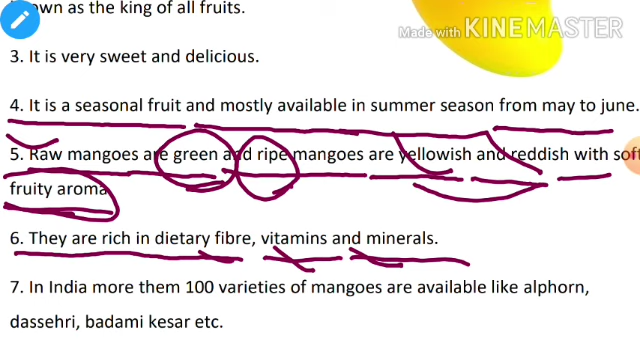 own as the king of all fruits.
Made with KINEMASTER
3. It is very sweet and delicious.
4. It is a seasonal fruit and mostly available in summer season from may to june.
5. Raw mangoes are green and ripe mangoes are yellowish and reddish with soft
fruity aroma
6. They are rich in dietary fibre, vitamins and minerals.
7. In India more them 100 varieties of mangoes are available like alphorn,
dassehri, badami kesar etc.